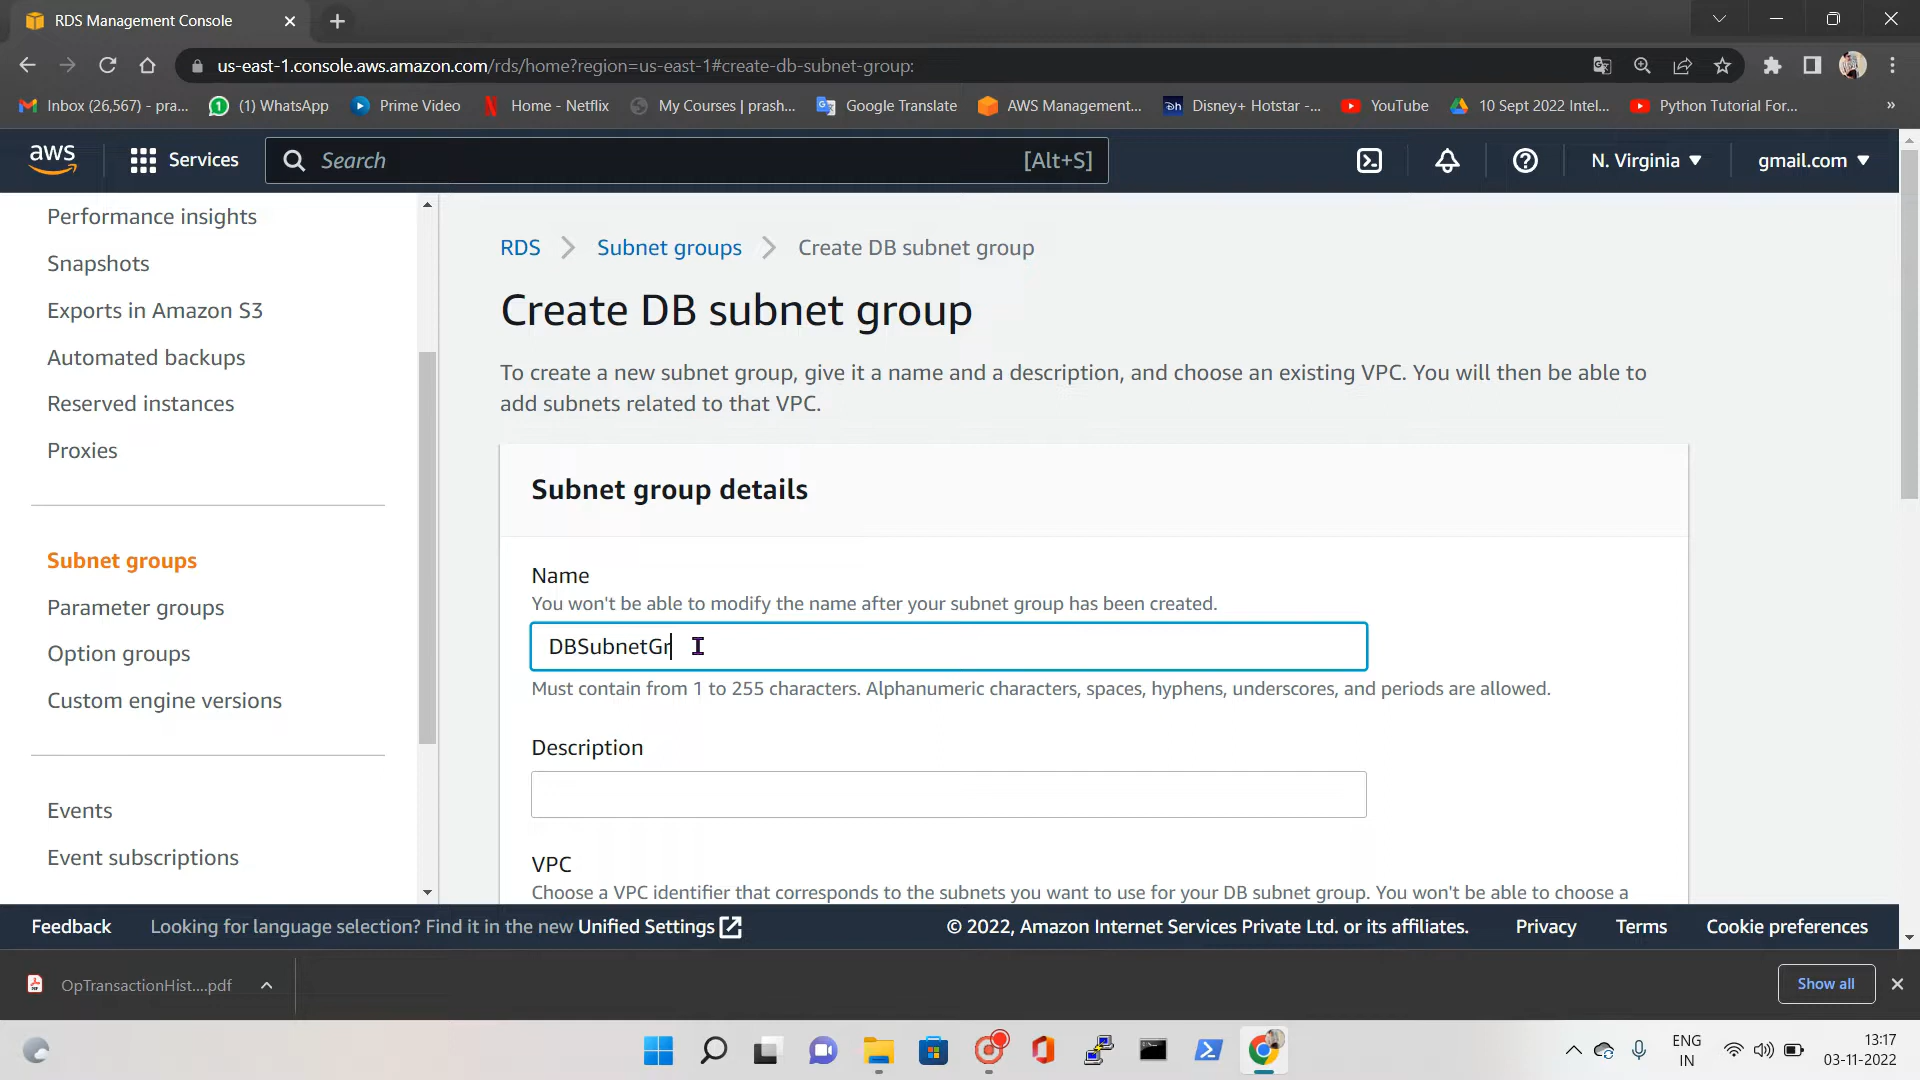 RDS Management Console
us-east-1.console.aws.amazon.com/rds/home?region=us-east-1#create-db-subnet-group:
Inbox (26,567) - pra...
(1) WhatsApp
Prime Video
Home - Netflix
My Courses | prash...
Google Translate
AWS Management...
Disney+ Hotstar -...
YouTube
10 Sept 2022 Intel...
Python Tutorial For...
»
aws
Services
Search
[Alt+S]
N. Virginia
gmail.com
Performance insights
Snapshots
Exports in Amazon S3
Automated backups
Reserved instances
Proxies
Subnet groups
Parameter groups
Option groups
Custom engine versions
Events
Event subscriptions
RDS
Subnet groups
Create DB subnet group
Create DB subnet group
To create a new subnet group, give it a name and a description, and choose an existing VPC. You will then be able to
add subnets related to that VPC.
Subnet group details
Name
You won't be able to modify the name after your subnet group has been created.
DBSubnetGr
Must contain from 1 to 255 characters. Alphanumeric characters, spaces, hyphens, underscores, and periods are allowed.
Description
VPC
Choose a VPC identifier that corresponds to the subnets you want to use for your DB subnet group. You won't be able to choose a
Feedback
Looking for language selection? Find it in the new Unified Settings
© 2022, Amazon Internet Services Private Ltd. or its affiliates.
Privacy
Terms
Cookie preferences
OpTransactionHist....pdf
Show all
ENG
IN
13:17
03-11-2022